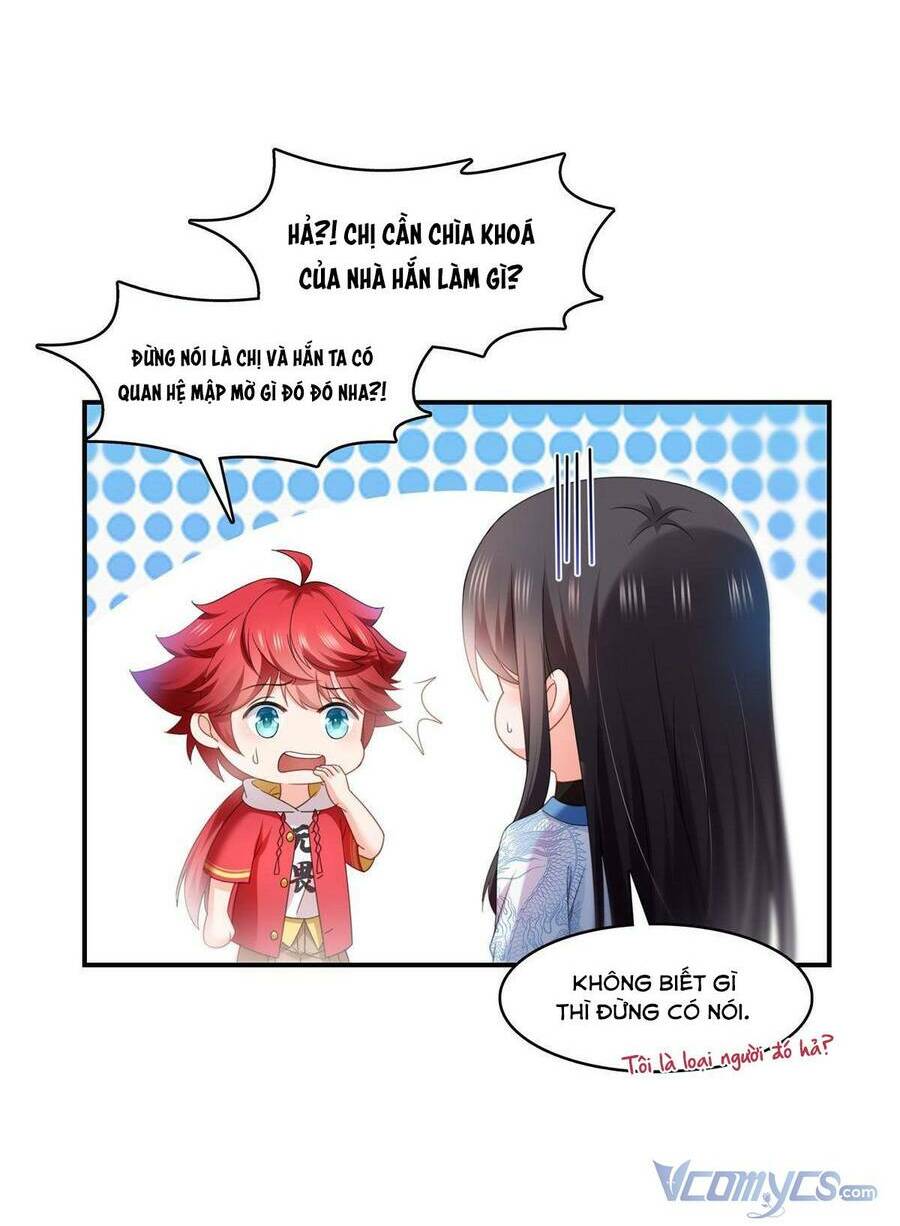 HẢ?! CHỊ CẦN CHÌA KHOÁ
CỦA NHÀ HẮN LÀM GÌ?
ĐỪNG NÓI LÀ CHỊ VÀ HẮN TA CÓ
QUAN HỆ MẬP MỜ GÌ ĐÓ ĐÓ NHA?!
无
畏
KHÔNG BIẾT GÌ
THÌ ĐỪNG CÓ NÓI.
Tôi là loại người đó hả?
Vcomycs.com